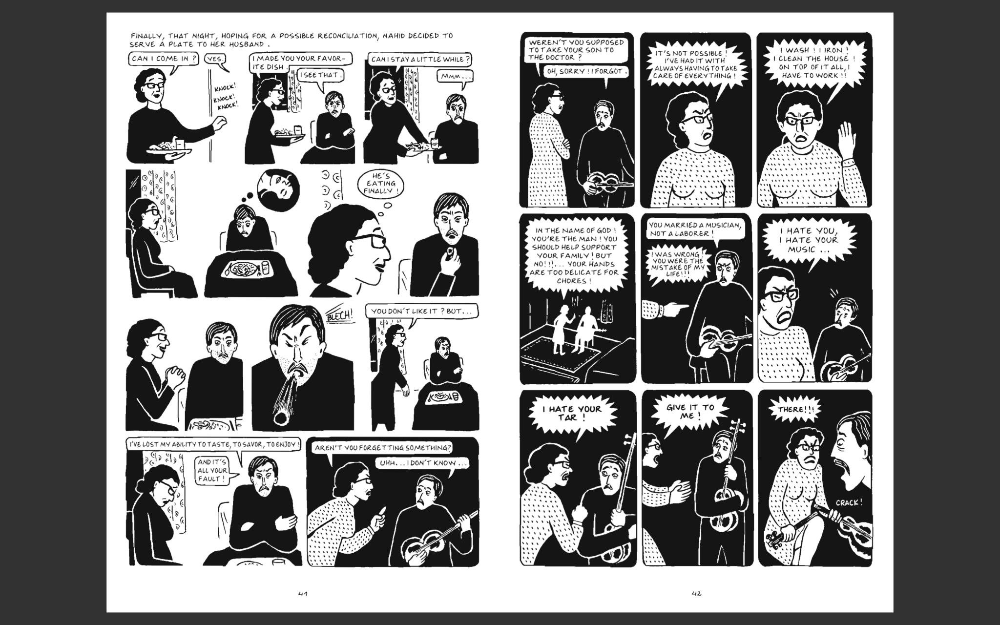 FINALLY, THAT NIGHT, HOPING FOR A POSSIBLE RECONCILIATION, NAHID DECIDED TO
SERVE A PLATE TO HER HUSBAND.
CAN I COME IN ?
YES.
KNOCK!
KNOCK!
KNOCK!
I MADE YOU YOUR FAVOR-
ITE DISH.
I SEE THAT.
CAN I STAY A LITTLE WHILE ?
MMM...
HE'S
EATING
FINALLY !
BLECH!
YOU DON'T LIKE IT ? BUT...
I'VE LOST MY ABILITY TO TASTE, TO SAVOR, TO ENJOY !
AND IT'S
ALL YOUR
FAULT !
AREN'T YOU FORGETTING SOMETHING?
UHH... I DON'T KNOW ...
41
WEREN'T YOU SUPPOSED
TO TAKE YOUR SON TO
THE DOCTOR ?
OH, SORRY ! I FORGOT.
IT'S NOT POSSIBLE !
I'VE HAD IT WITH
ALWAYS HAVING TO TAKE
CARE OF EVERYTHING !
I WASH ! I IRON !
I CLEAN THE HOUSE !
ON TOP OF IT ALL, I
HAVE TO WORK !!
IN THE NAME OF GOD !
YOU'RE THE MAN ! YOU
SHOULD HELP SUPPORT
YOUR FAMILY ! BUT
NO! !!... YOUR HANDS
ARE TOO DELICATE FOR
CHORES !
YOU MARRIED A MUSICIAN,
NOT A LABORER !
I WAS WRONG !
YOU WERE THE
MISTAKE OF MY
LIFE!!!
I HATE YOU,
I HATE YOUR
MUSIC ...
I HATE YOUR
TAR !
GIVE IT TO
ME !
THERE!!!
CRACK!
42